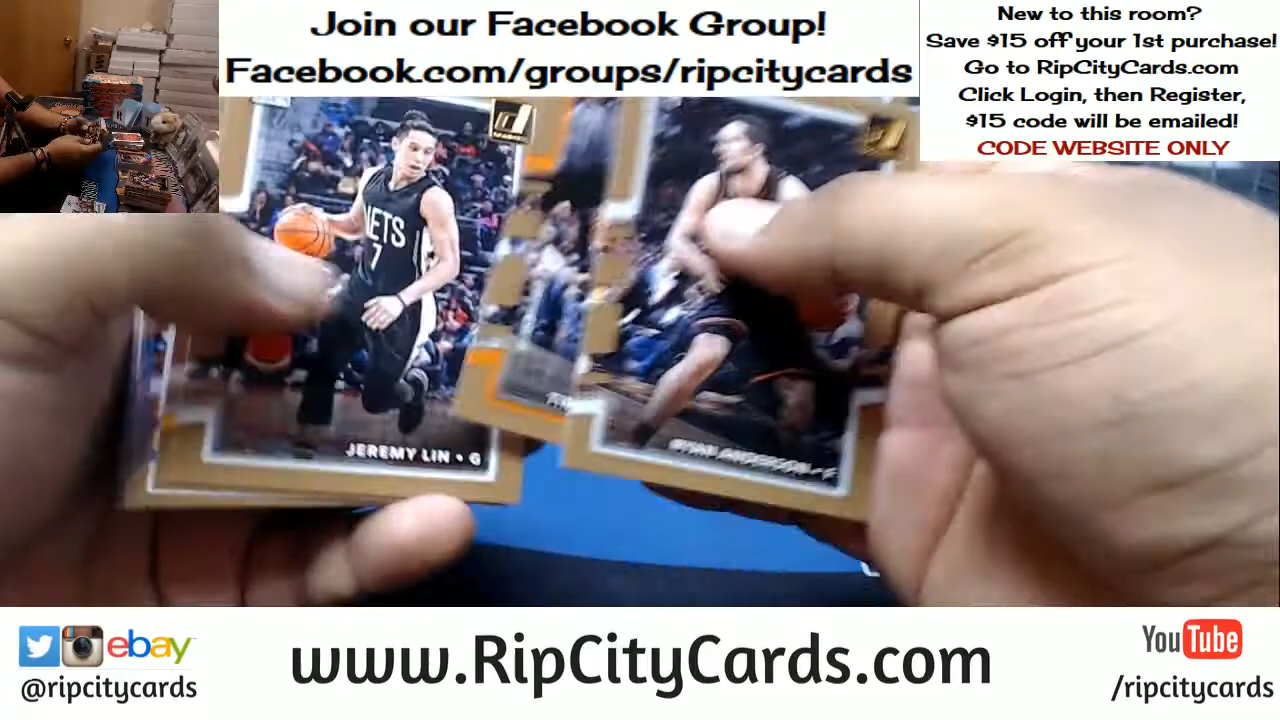 Join our Facebook Group!
Facebook.com/groups/ripcitycards
New to this room?
Save $15 off your 1st purchase!
Go to RipCityCards.com
Click Login, then Register,
$15 code will be emailed!
CODE WEBSITE ONLY
NETS
7
JEREMY LIN • G
RYAN ANDERSON • F
ebay
@ripcitycards
www.RipCityCards.com
YouTube
/ripcitycards